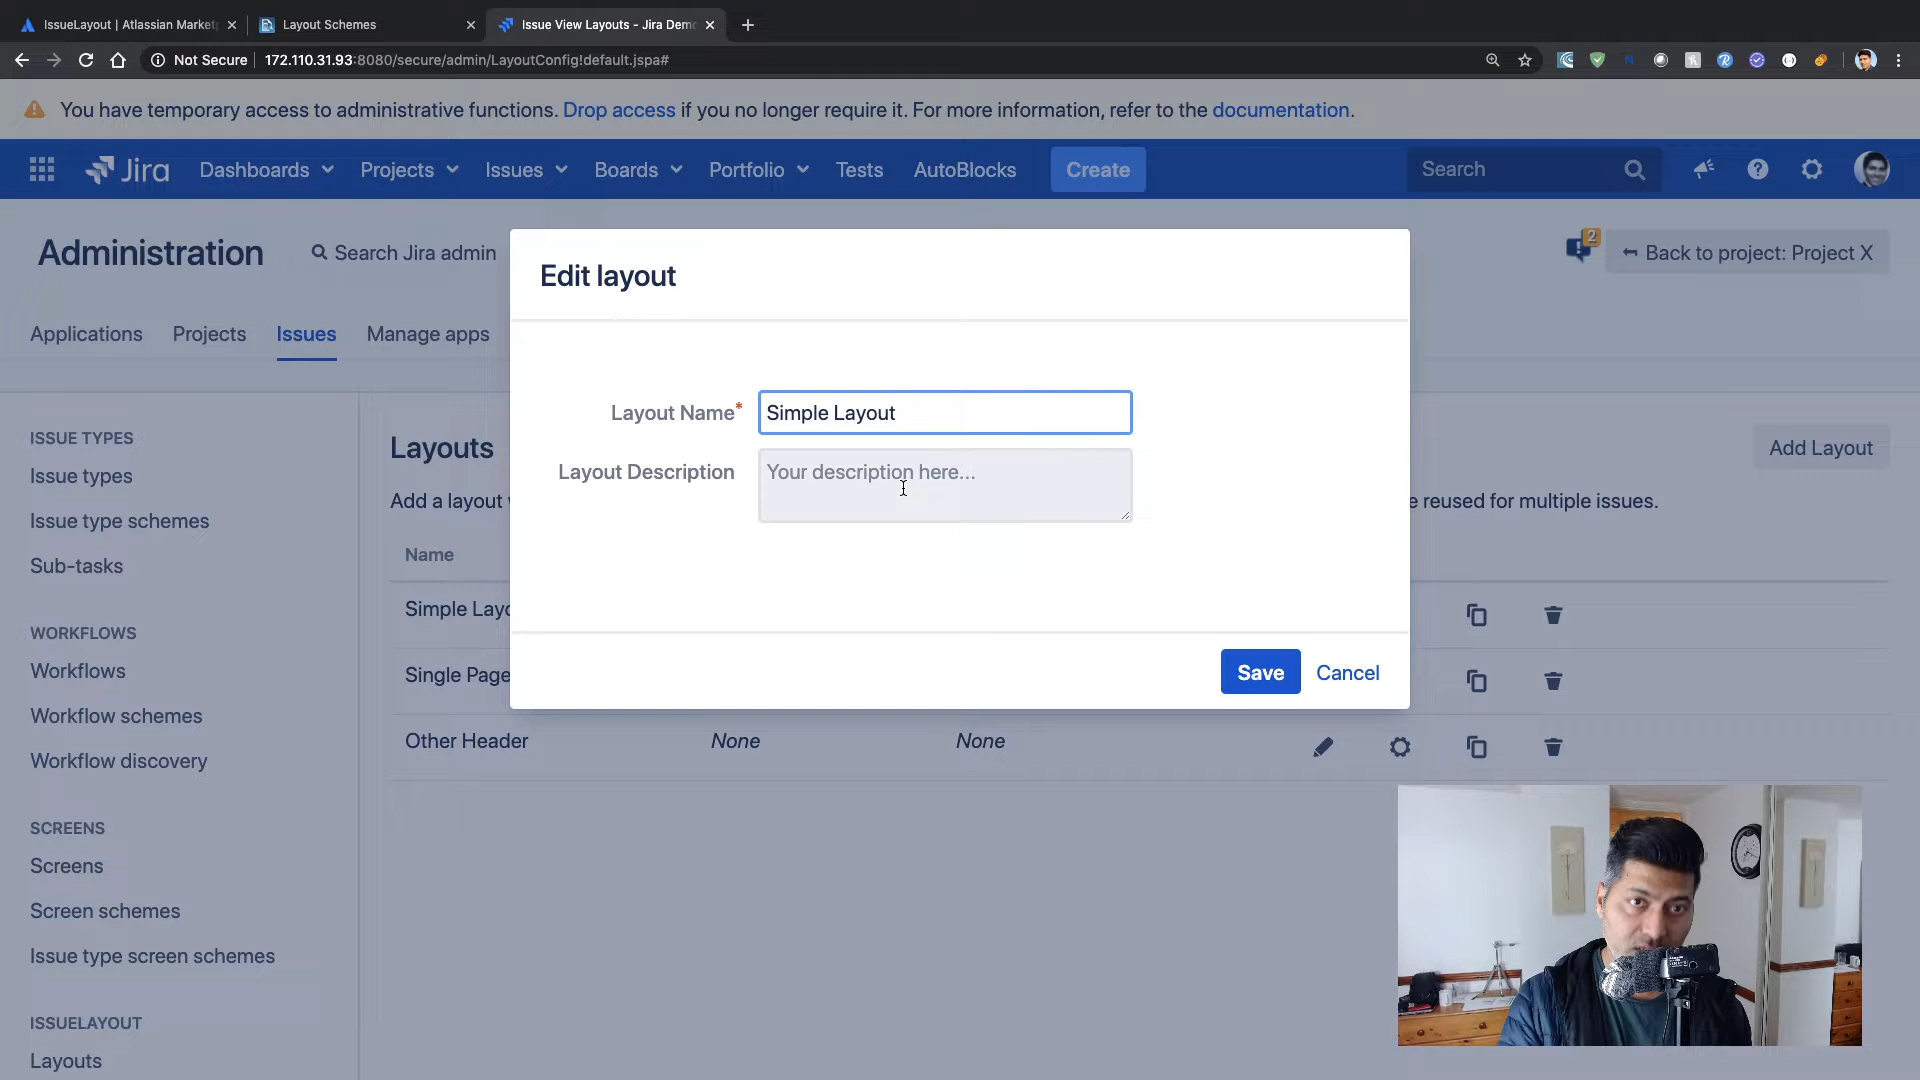 IssueLayout | Atlassian Market
Layout Schemes
Issue View Layouts - Jira Dem
Not Secure
172.110.31.93:8080/secure/admin/LayoutConfig!default.jspa#
You have temporary access to administrative functions. Drop access if you no longer require it. For more information, refer to the documentation.
Jira
Dashboards
Projects
Issues
Boards
Portfolio
Tests
AutoBlocks
Create
Search
Administration
Search Jira admin
2
Back to project: Project X
Applications
Projects
Issues
Manage apps
Edit layout
Layout Name*
Simple Layout
Layout Description
Your description here...
Save
Cancel
ISSUE TYPES
Issue types
Issue type schemes
Sub-tasks
WORKFLOWS
Workflows
Workflow schemes
Workflow discovery
SCREENS
Screens
Screen schemes
Issue type screen schemes
ISSUELAYOUT
Layouts
Layouts
Add Layout
Add a layout
e reused for multiple issues.
Name
Simple Layo
Single Page
Other Header
None
None